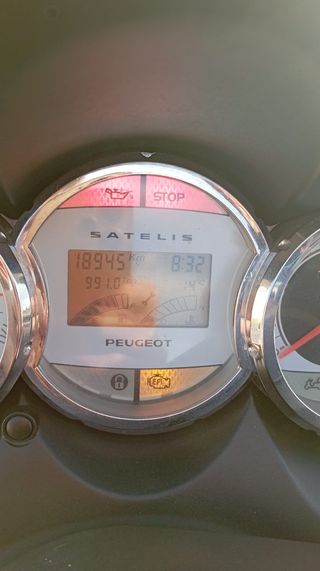 STOP
SATELIS
18945 Km 8:32
991.0
PEUGEOT
EFI